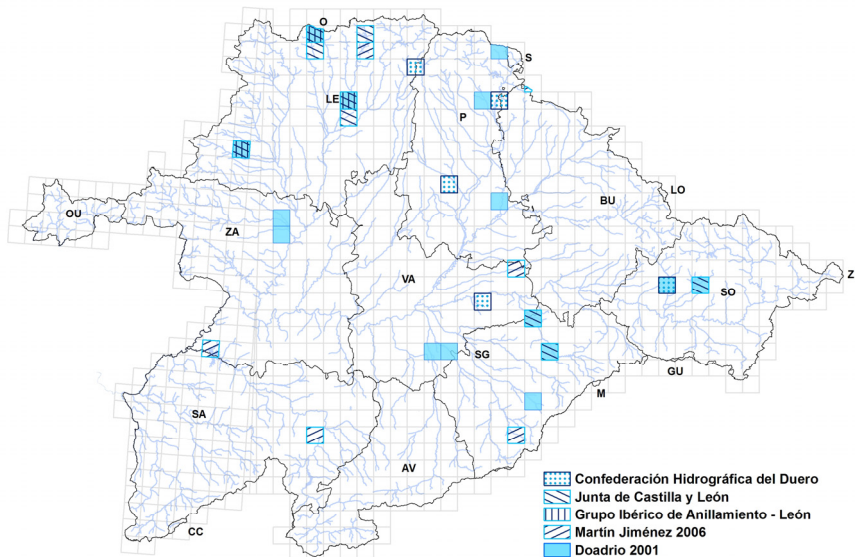 O
S
LE
P
LO
OU
ZA
BU
VA
SO
Z
SG
GU
M
SA
AV
CC
Confederación Hidrográfica del Duero
Junta de Castilla y León
Grupo Ibérico de Anillamiento - León
Martín Jiménez 2006
Doadrio 2001